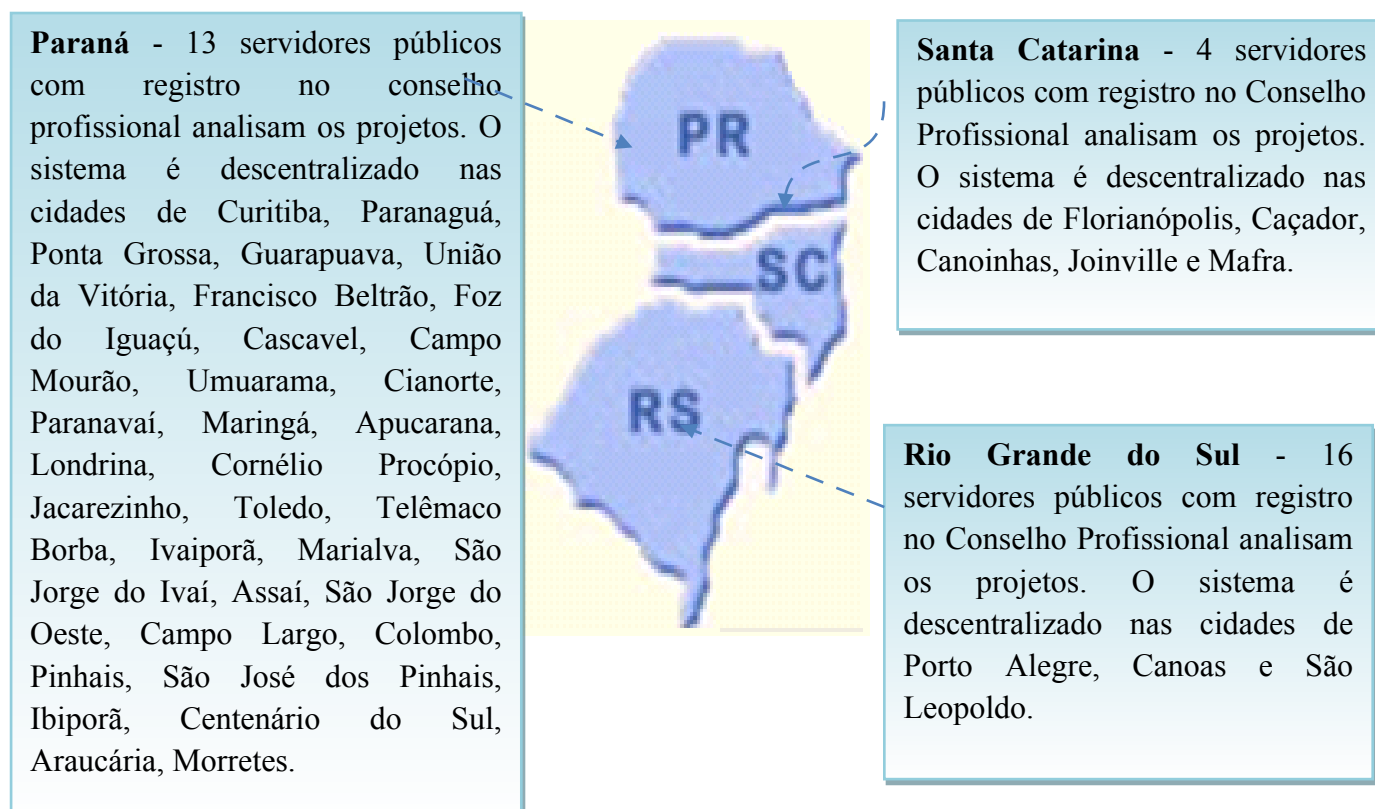 Paraná - 13 servidores públicos
com registro no conselho
profissional analisam os projetos. O
sistema é descentralizado nas
cidades de Curitiba, Paranaguá,
Ponta Grossa, Guarapuava, União
da Vitória, Francisco Beltrão, Foz
do Iguaçú, Cascavel, Campo
Mourão, Umuarama, Cianorte,
Paranavaí, Maringá, Apucarana,
Londrina, Cornélio Procópio,
Jacarezinho, Toledo, Telêmaco
Borba, Ivaiporã, Marialva, São
Jorge do Ivaí, Assaí, São Jorge do
Oeste, Campo Largo, Colombo,
Pinhais, São José dos Pinhais,
Ibiporã, Centenário do Sul,
Araucária, Morretes.
PR
SC
RS
Santa Catarina - 4 servidores
públicos com registro no Conselho
Profissional analisam os projetos.
O sistema é descentralizado nas
cidades de Florianópolis, Caçador,
Canoinhas, Joinville e Mafra.
Rio Grande do Sul - 16
servidores públicos com registro
no Conselho Profissional analisam
os projetos. O sistema é
descentralizado nas cidades de
Porto Alegre, Canoas e São
Leopoldo.